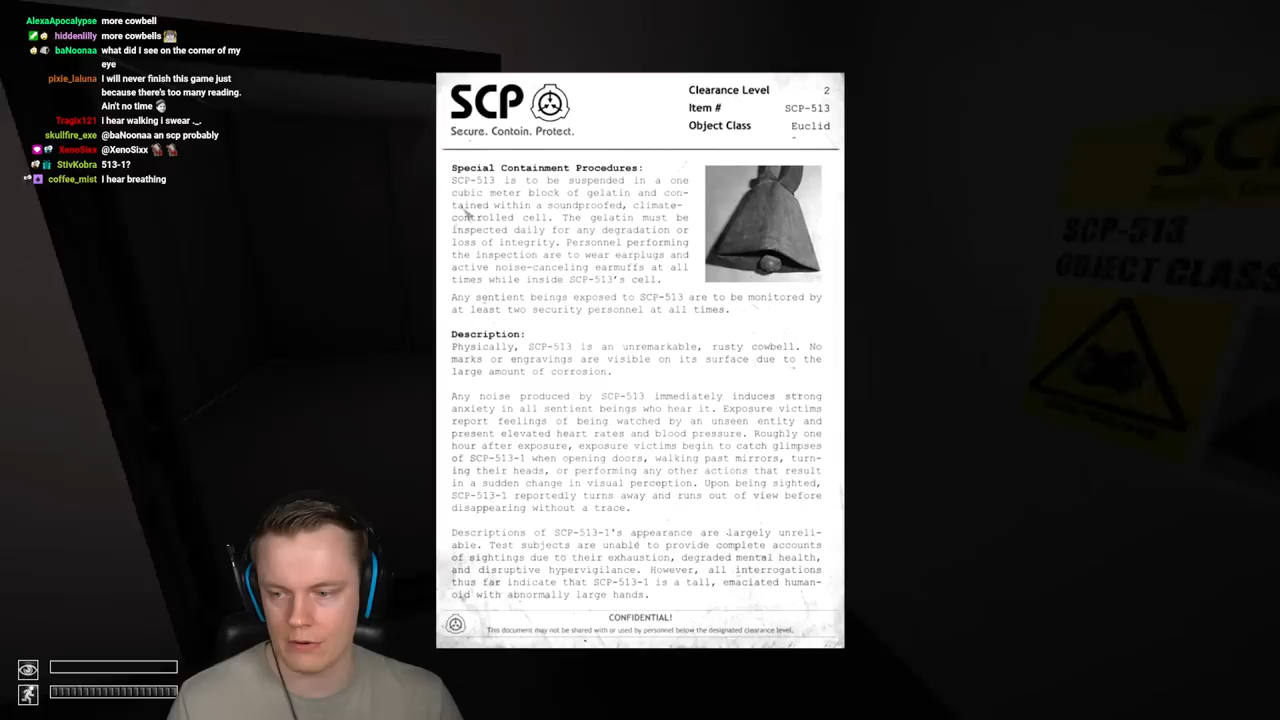 AlexaApocalypse more cowbell
hiddenlilly more cowbells
baNoonaa what did I see on the corner of my
eye
pixie_laluna I will never finish this game just
because there's too many reading.
Ain't no time
Tragix121 I hear walking i swear ._.
skullfire_exe @baNoonaa an scp probably
XenoSixx @XenoSixx
StivKobra 513-1?
coffee_mist I hear breathing
SCP
Secure. Contain. Protect.
Clearance Level 2
Item # SCP-513
Object Class Euclid
Special Containment Procedures:
SCP-513 is to be suspended in a one
cubic meter block of gelatin and con-
tained within a soundproofed, climate-
controlled cell. The gelatin must be
inspected daily for any degradation or
loss of integrity. Personnel performing
the inspection are to wear earplugs and
active noise-canceling earmuffs at all
times while inside SCP-513's cell.
Any sentient beings exposed to SCP-513 are to be monitored by
at least two security personnel at all times.
Description:
Physically, SCP-513 is an unremarkable, rusty cowbell. No
marks or engravings are visible on its surface due to the
large amount of corrosion.
Any noise produced by SCP-513 immediately induces strong
anxiety in all sentient beings who hear it. Exposure victims
report feelings of being watched by an unseen entity and
present elevated heart rates and blood pressure. Roughly one
hour after exposure, exposure victims begin to catch glimpses
of SCP-513-1 when opening doors, walking past mirrors, turn-
ing their heads, or performing any other actions that result
in a sudden change in visual perception. Upon being sighted,
SCP-513-1 reportedly turns away and runs out of view before
disappearing without a trace.
Descriptions of SCP-513-1's appearance are largely unreli-
able. Test subjects are unable to provide complete accounts
of sightings due to their exhaustion, degraded mental health,
and disruptive hypervigilance. However, all interrogations
thus far indicate that SCP-513-1 is a tall, emaciated human-
oid with abnormally large hands.
CONFIDENTIAL!
This document may not be shared with or used by personnel below the designated clearance level.
SCP-513
OBJECT CLASS